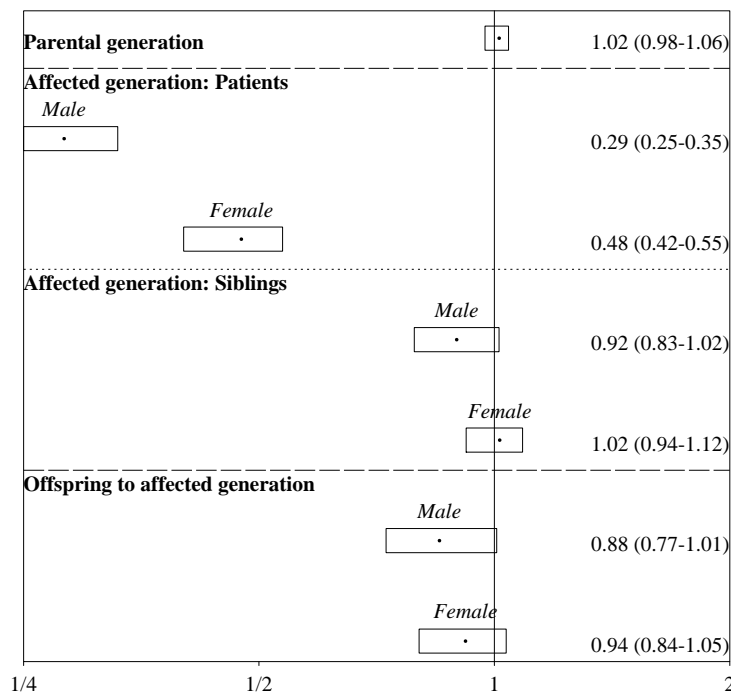 Parental generation 1.02 (0.98-1.06)
Affected generation: Patients
Male
0.29 (0.25-0.35)
Female
0.48 (0.42-0.55)
Affected generation: Siblings
Male
0.92 (0.83-1.02)
Female
1.02 (0.94-1.12)
Offspring to affected generation
Male
0.88 (0.77-1.01)
Female
0.94 (0.84-1.05)
1/4 1/2 1 2